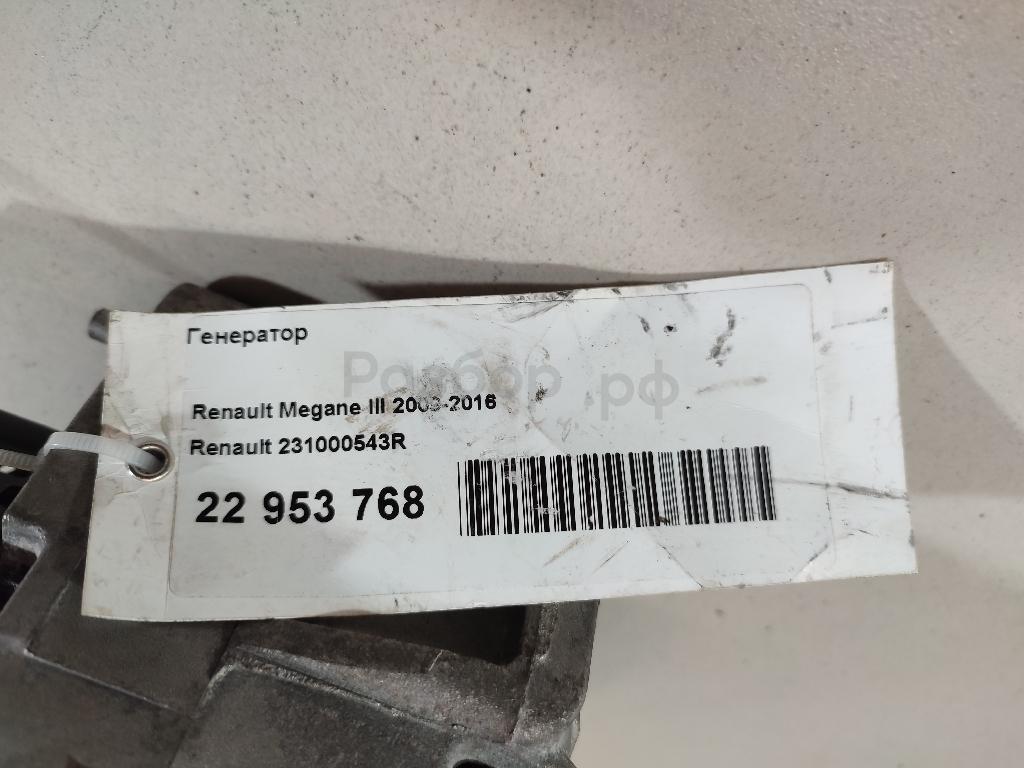 Генератор
Разбор.рф
Renault Megane III 2009-2016
Renault 231000543R
22 953 768